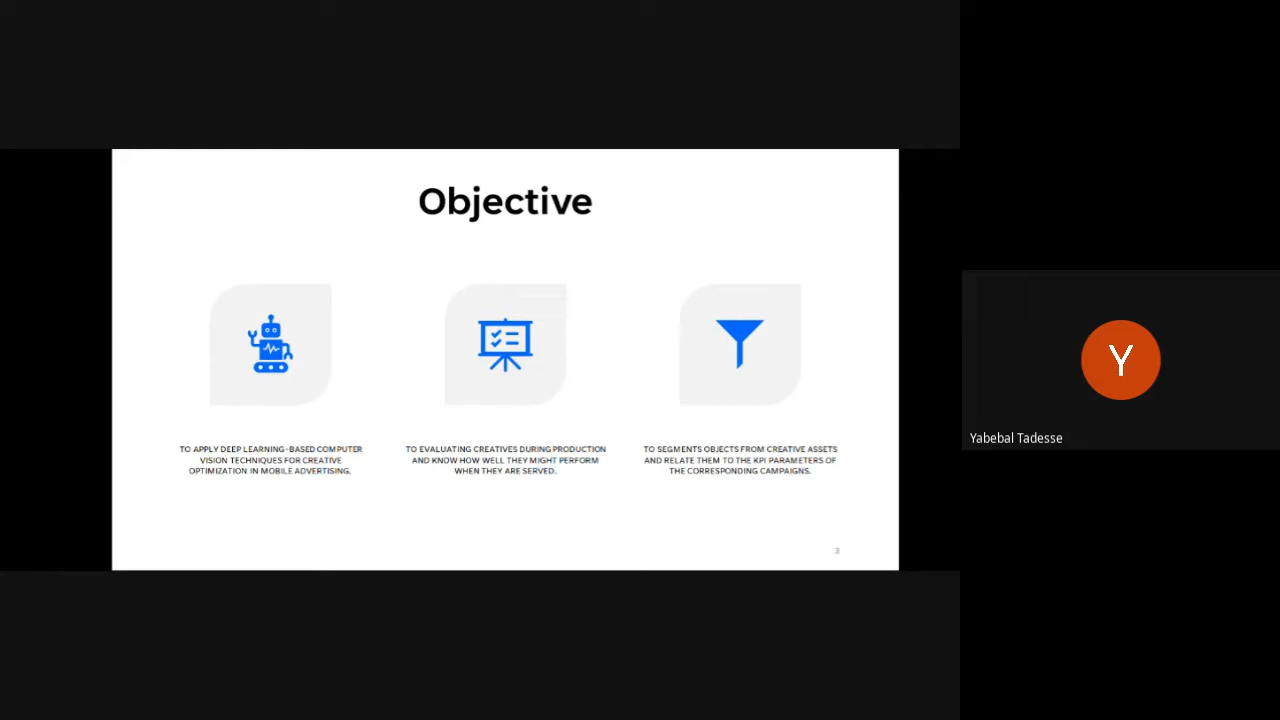 Objective
TO APPLY DEEP LEARNING-BASED COMPUTER
VISION TECHNIQUES FOR CREATIVE
OPTIMIZATION IN MOBILE ADVERTISING.
TO EVALUATING CREATIVES DURING PRODUCTION
AND KNOW HOW WELL THEY MIGHT PERFORM
WHEN THEY ARE SERVED.
TO SEGMENTS OBJECTS FROM CREATIVE ASSETS
AND RELATE THEM TO THE KPI PARAMETERS OF
THE CORRESPONDING CAMPAIGNS.
3
Y
Yabebal Tadesse